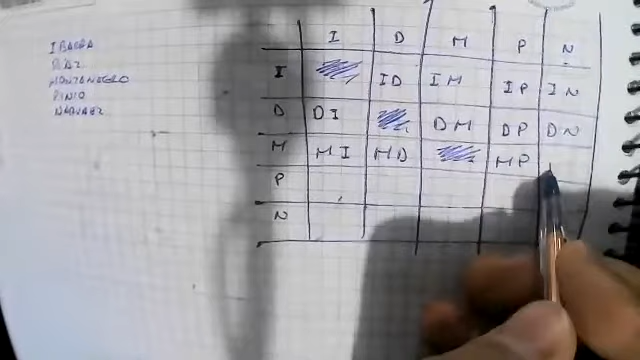 IBARRA
DIAZ
MONTENEGRO
PINTO
NARVAEZ
I D M P N
I ID IM IP IN
D DI DM DP DN
M MI MD MP
P
N